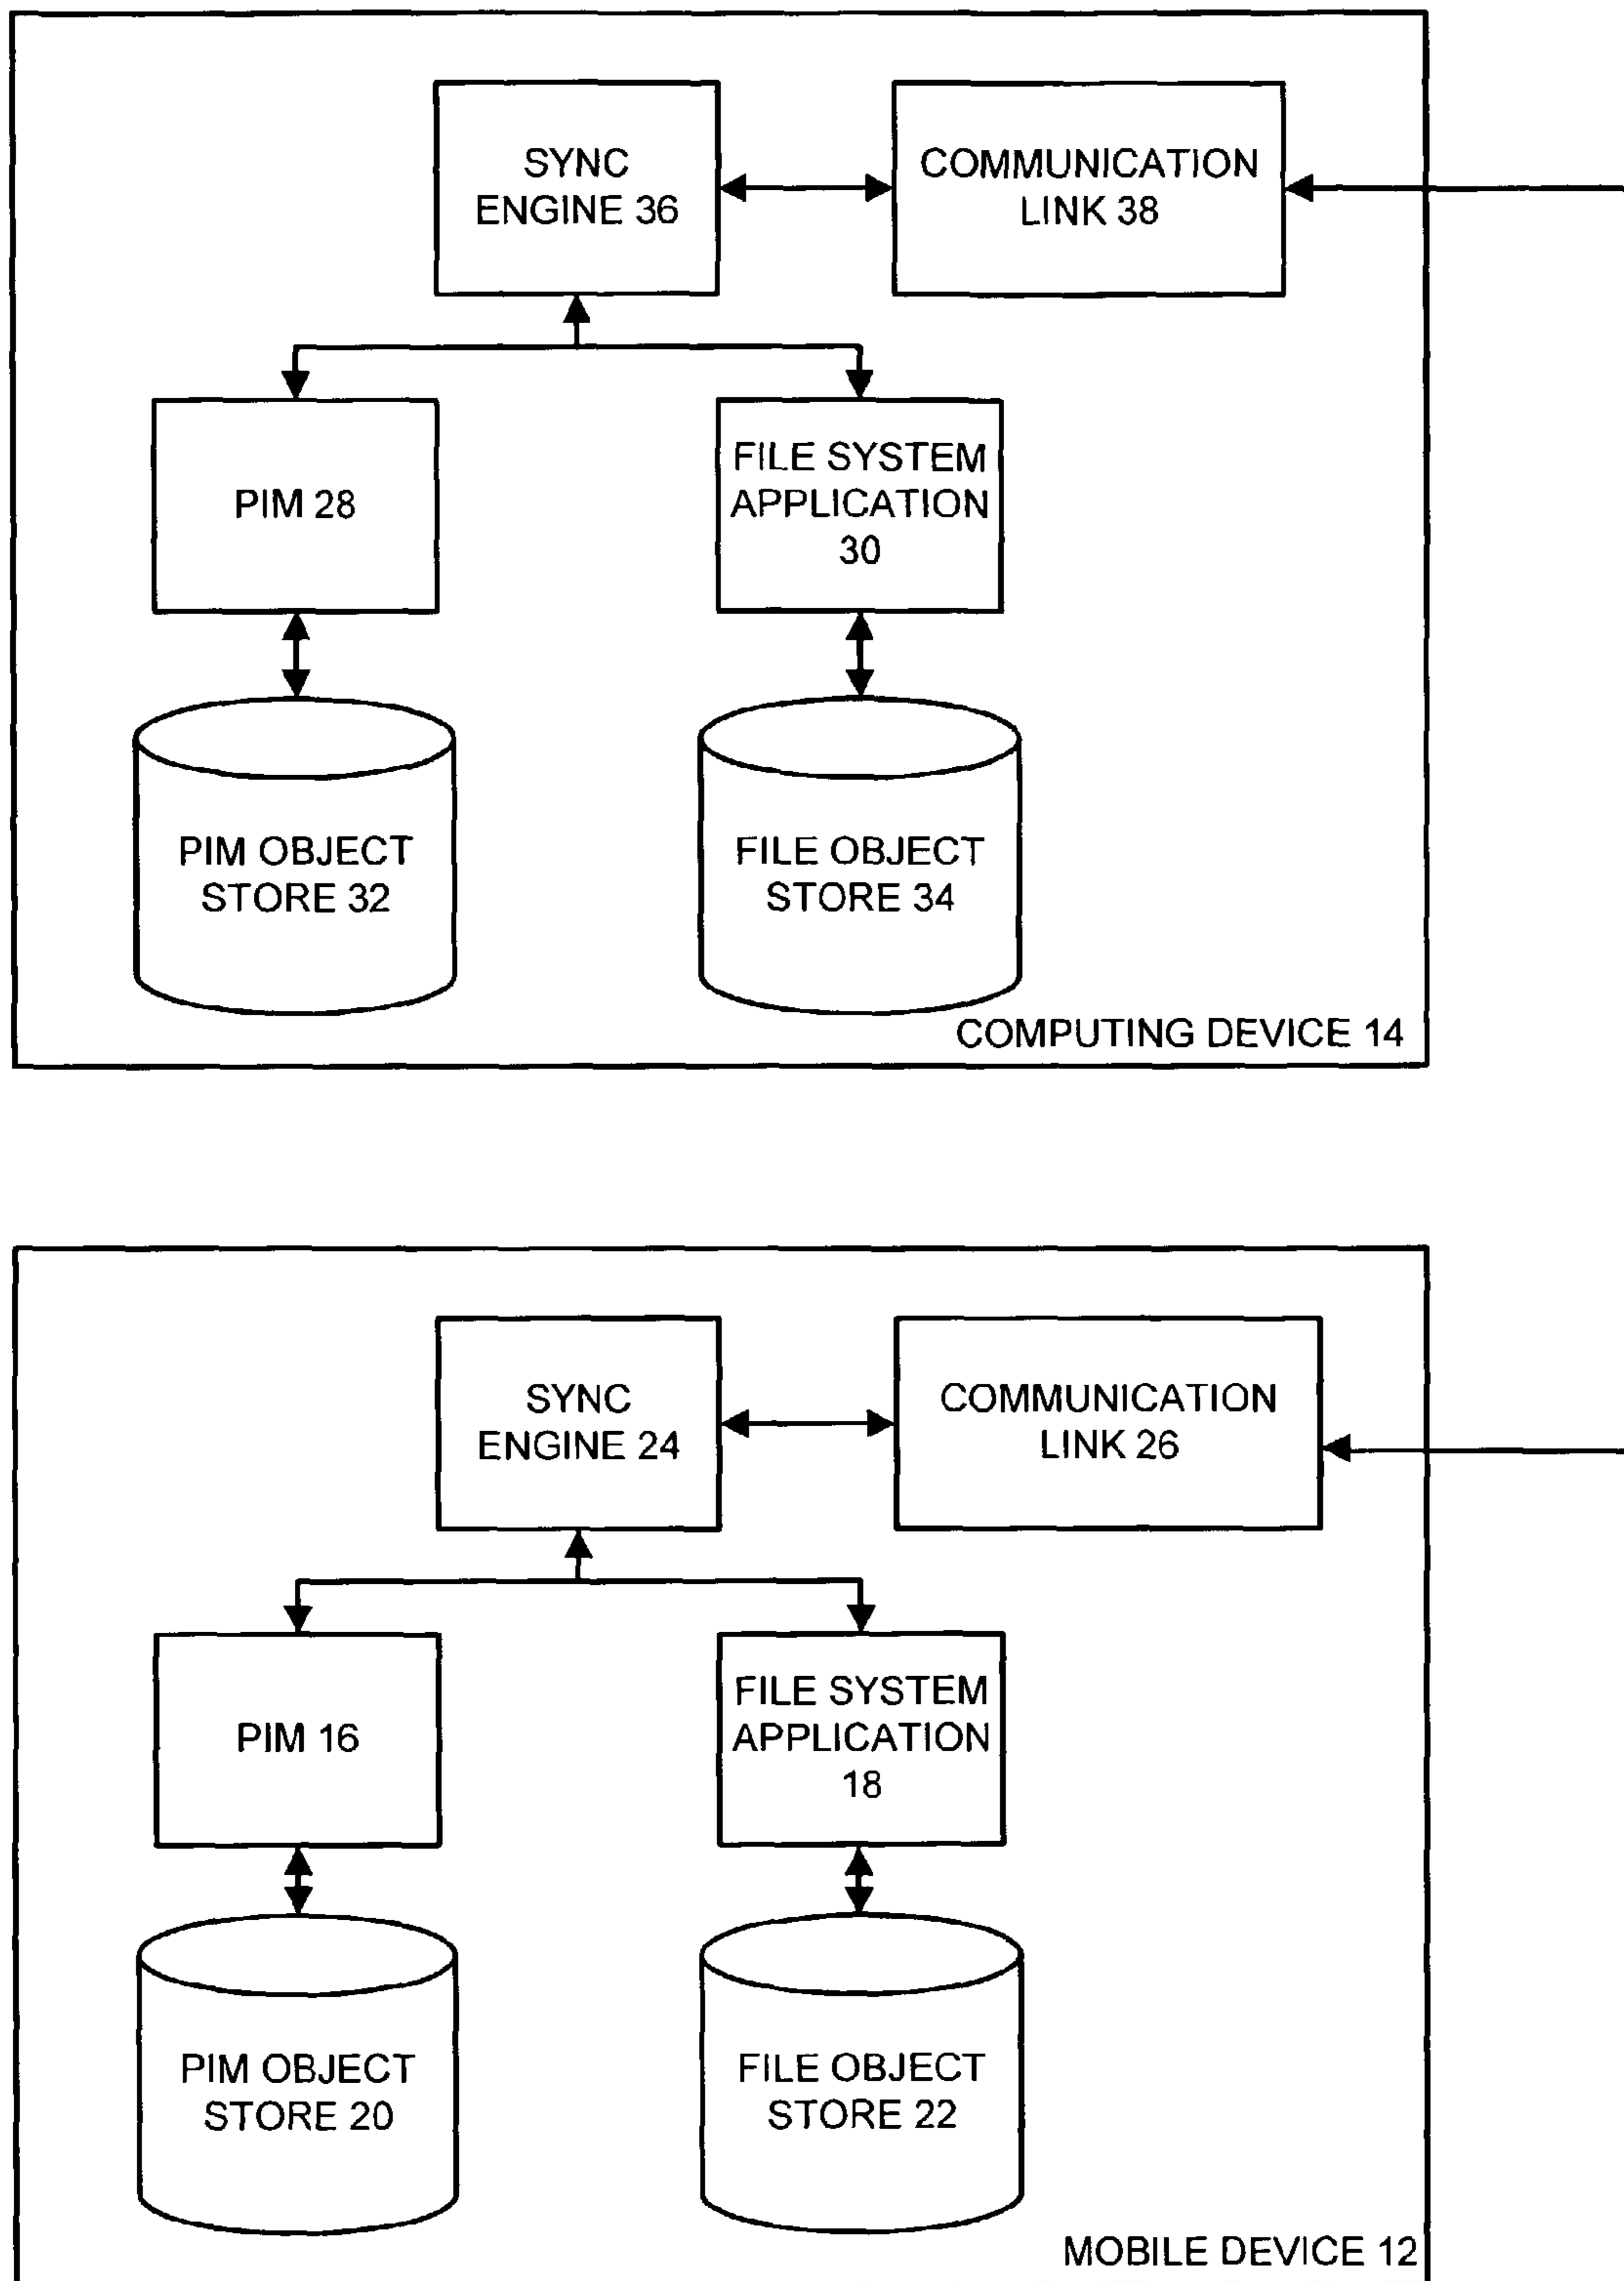 SYNC
ENGINE 36
COMMUNICATION
LINK 38
PIM 28
FILE SYSTEM
APPLICATION
30
PIM OBJECT
STORE 32
FILE OBJECT
STORE 34
COMPUTING DEVICE 14
SYNC
ENGINE 24
COMMUNICATION
LINK 26
PIM 16
FILE SYSTEM
APPLICATION
18
PIM OBJECT
STORE 20
FILE OBJECT
STORE 22
MOBILE DEVICE 12